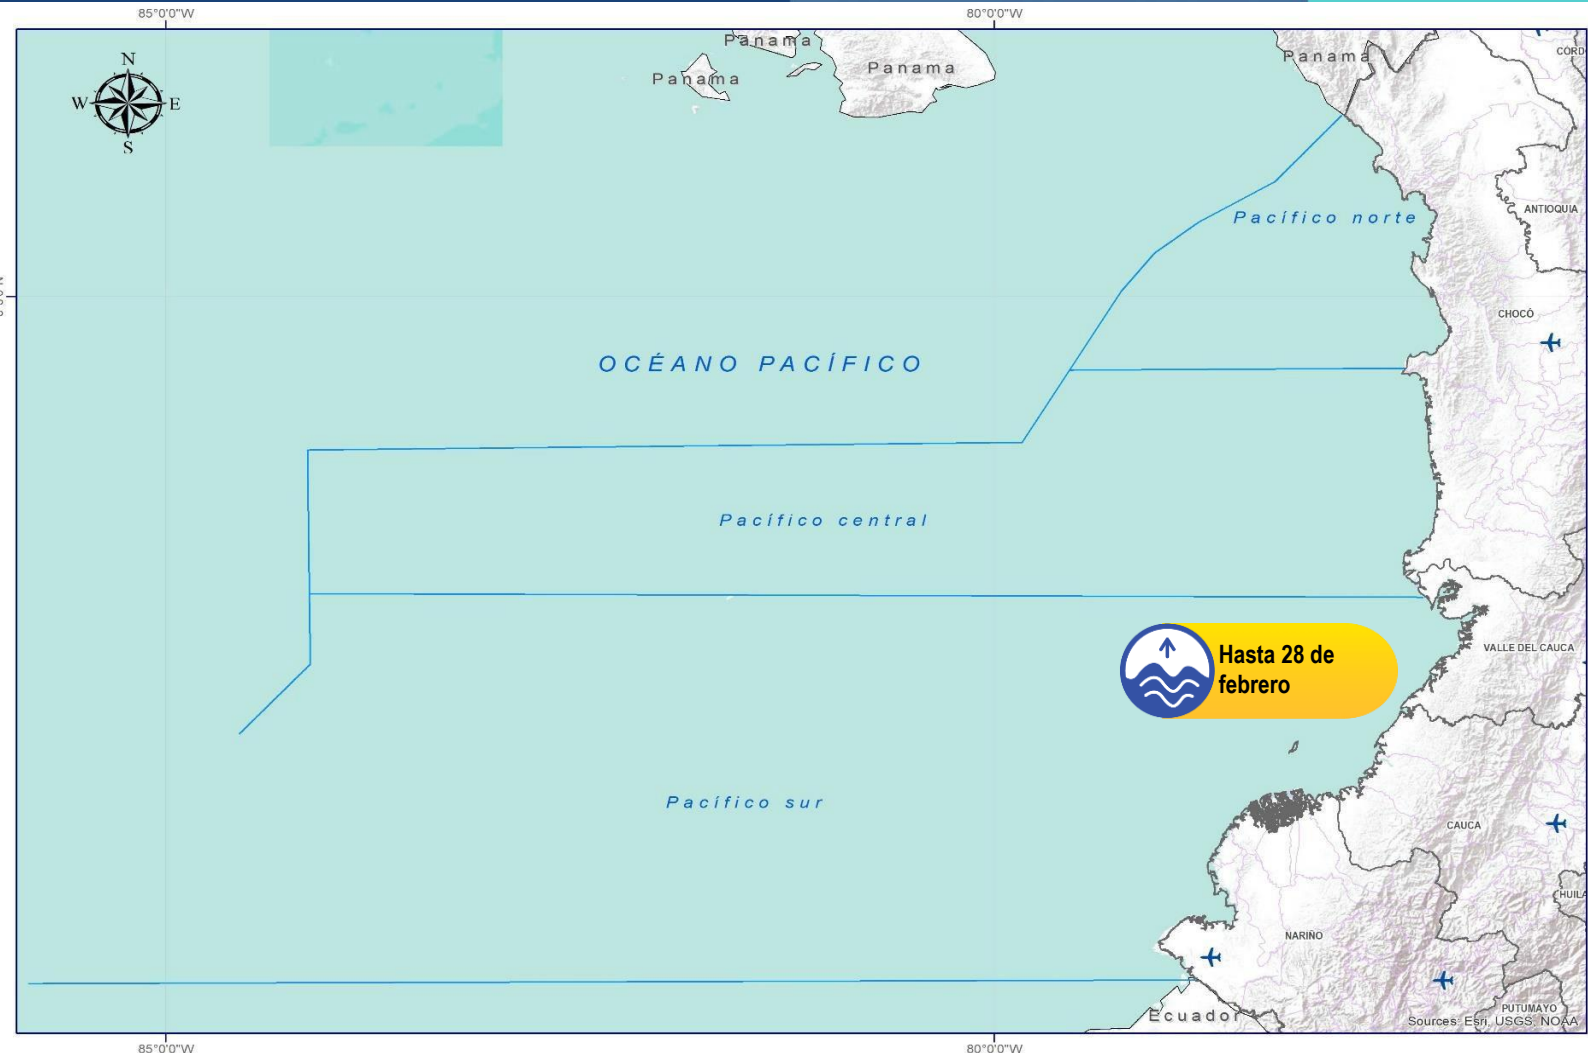 85°0'0"W
80°0'0"W
N
W
E
S
Panama
Panama
Panama
Panama
CÓRD
ANTIOQUIA
Pacífico norte
CHOCÓ
OCÉANO PACÍFICO
Pacífico central
Hasta 28 de
febrero
VALLE DEL CAUCA
Pacífico sur
CAUCA
HUILA
NARIÑO
PUTUMAYO
Ecuador
Sources: Esri, USGS, NOAA
85°0'0"W
80°0'0"W